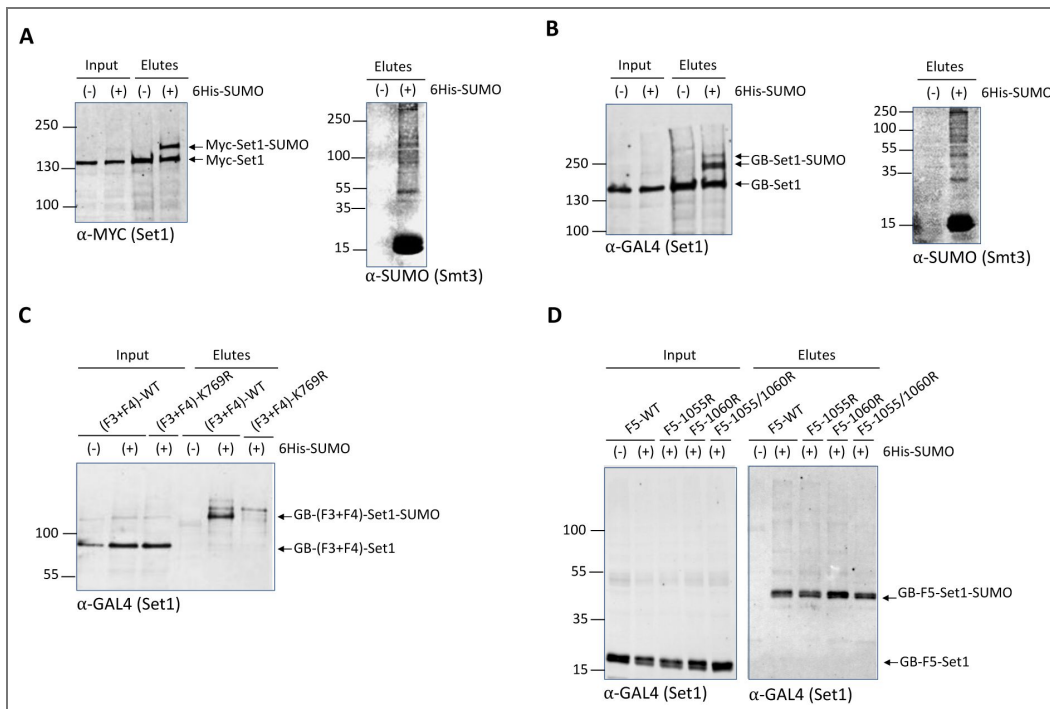 A
Input Elutes
(-) (+) (-) (+) 6His-SUMO
250
130
100
Myc-Set1-SUMO
Myc-Set1
α-MYC (Set1)
Elutes
(-) (+) 6His-SUMO
250
100
55
35
15
α-SUMO (Smt3)
B
Input Elutes
(-) (+) (-) (+) 6His-SUMO
250
130
100
GB-Set1-SUMO
GB-Set1
α-GAL4 (Set1)
Elutes
(-) (+) 6His-SUMO
250
100
55
35
15
α-SUMO (Smt3)
C
Input Elutes
(F3+F4)-WT
(F3+F4)-K769R
(F3+F4)-WT
(F3+F4)-K769R
(-) (+) (+) (-) (+) (+) 6His-SUMO
100
55
GB-(F3+F4)-Set1-SUMO
GB-(F3+F4)-Set1
α-GAL4 (Set1)
D
Input Elutes
F5-WT
F5-1055R
F5-1060R
F5-1055/1060R
F5-WT
F5-1055R
F5-1060R
F5-1055/1060R
(-) (+) (+) (+) (+) (-) (+) (+) (+) (+) 6His-SUMO
100
55
35
15
GB-F5-Set1-SUMO
GB-F5-Set1
α-GAL4 (Set1) α-GAL4 (Set1)